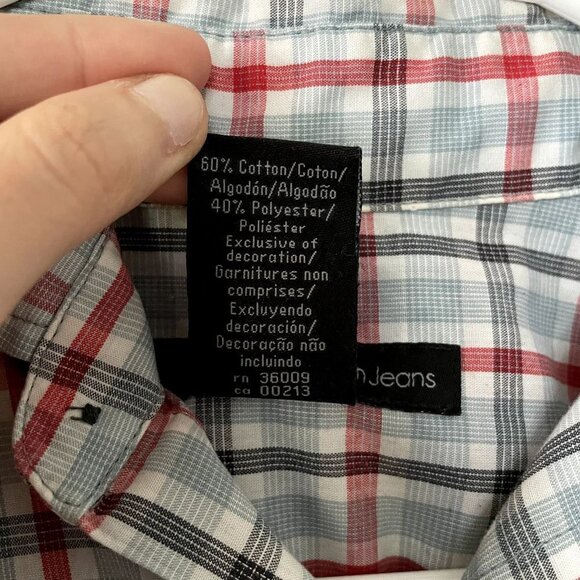 60% Cotton/Coton/
Algodón/Algodão
40% Polyester/
Poliéster
Exclusive of
decoration/
Garnitures non
comprises/
Excluyendo
decoración/
Decoração não
incluindo
rn 36009
ca 00213
Jeans